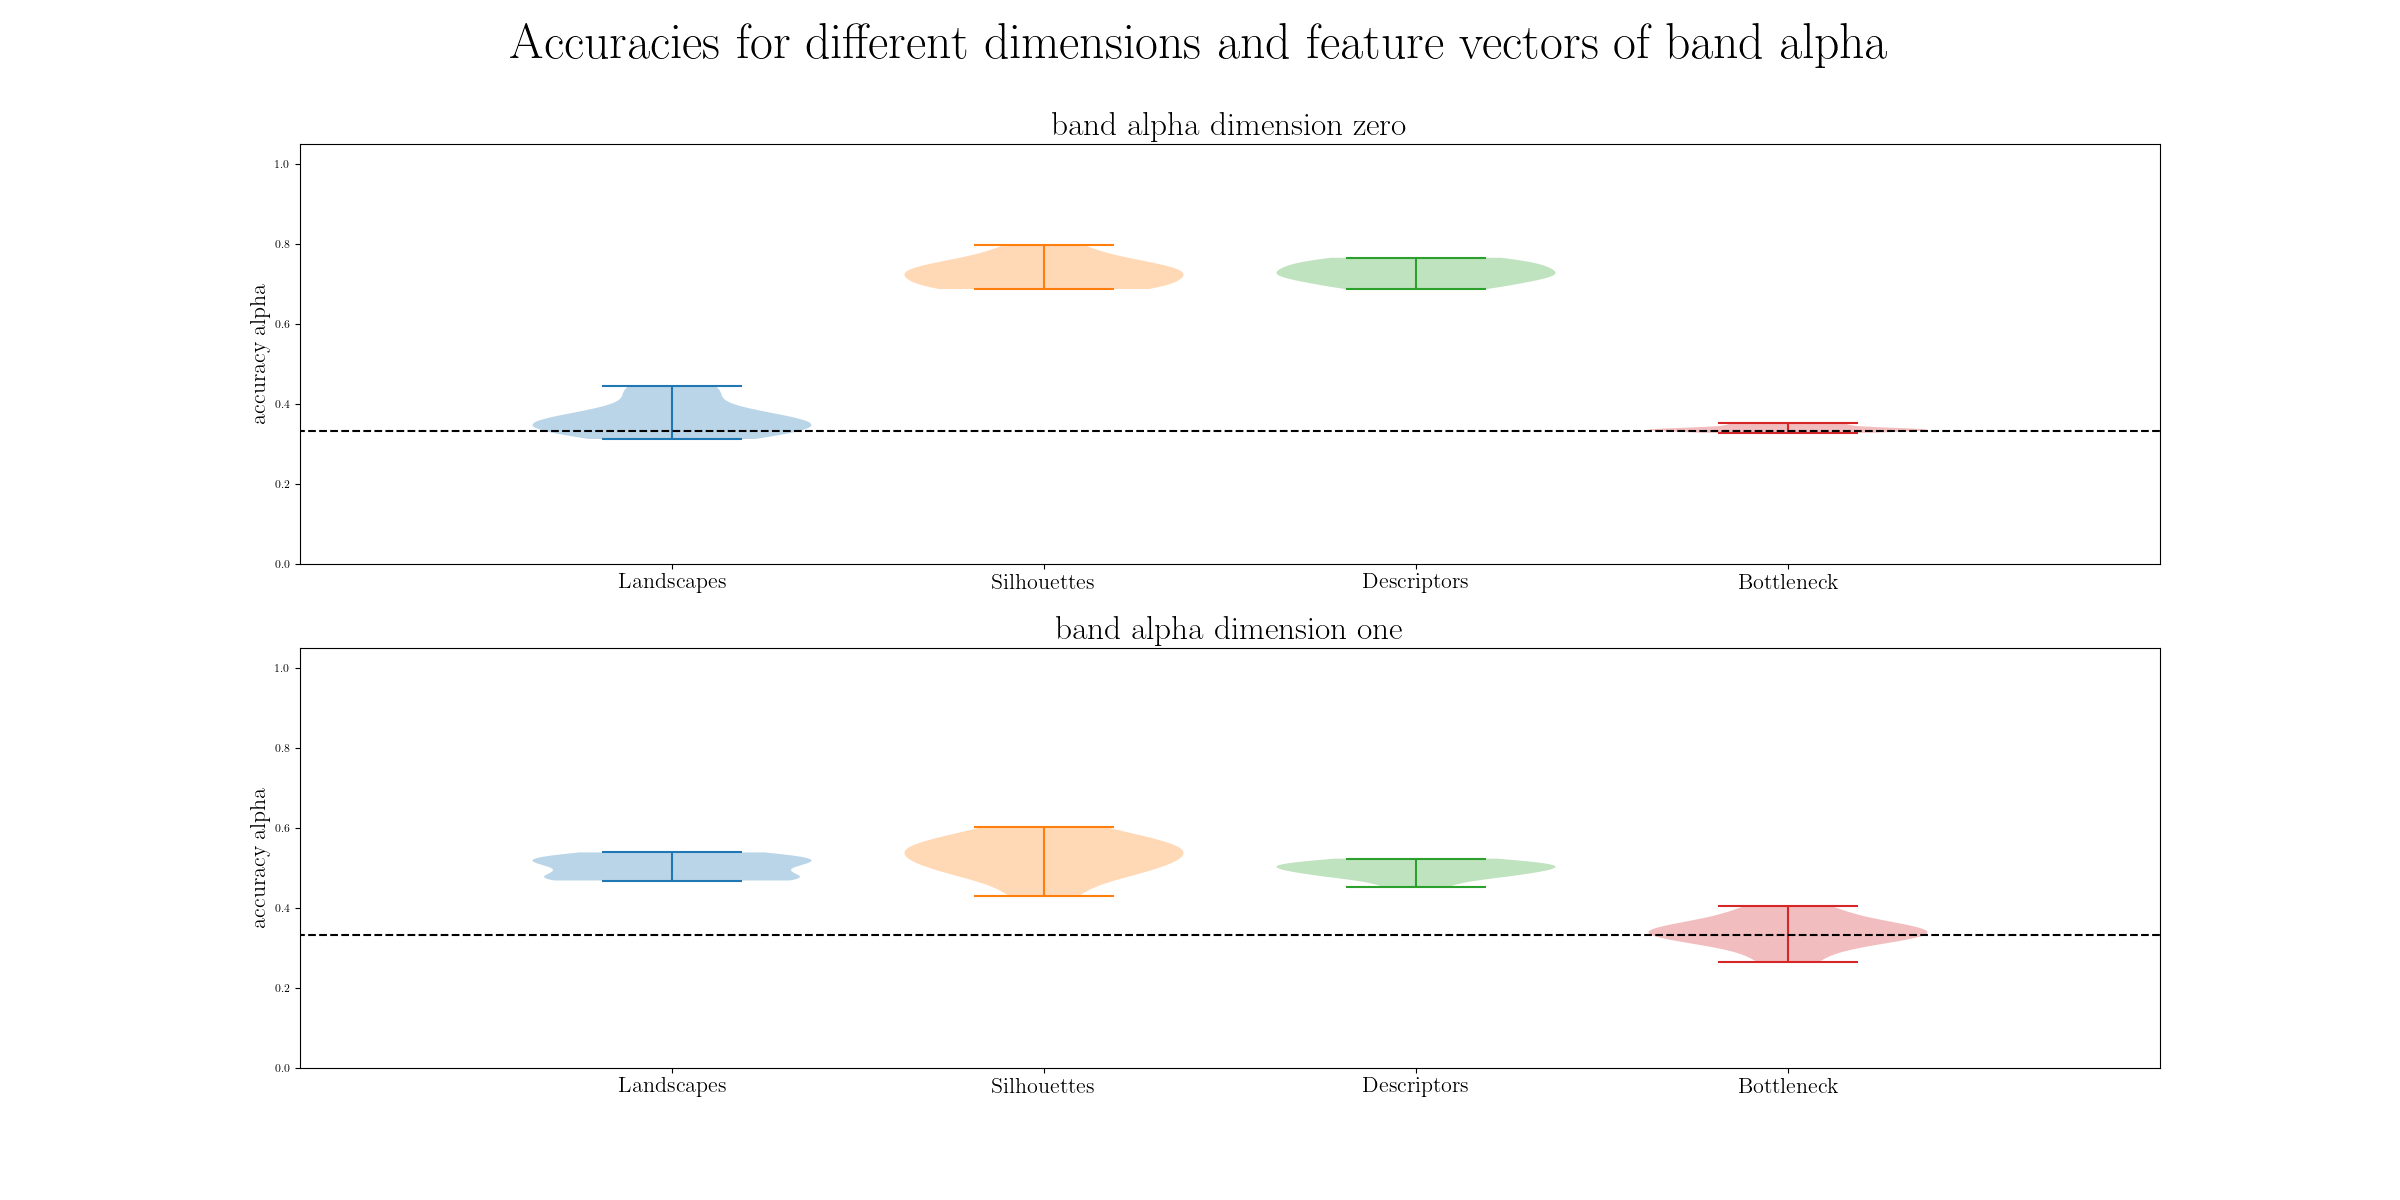 Accuracies for different dimensions and feature vectors of band alpha
band alpha dimension zero
accuracy alpha
1.0
0.8
0.6
0.4
0.2
0.0
Landscapes Silhouettes Descriptors Bottleneck
band alpha dimension one
accuracy alpha
1.0
0.8
0.6
0.4
0.2
0.0
Landscapes Silhouettes Descriptors Bottleneck